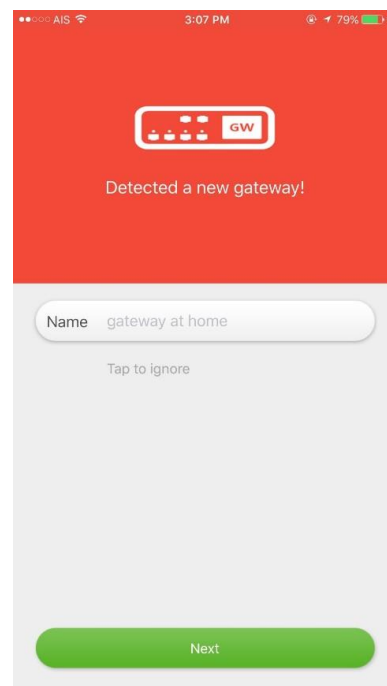 AIS 3:07 PM 79%
GW
Detected a new gateway!
Name gateway at home
Tap to ignore
Next